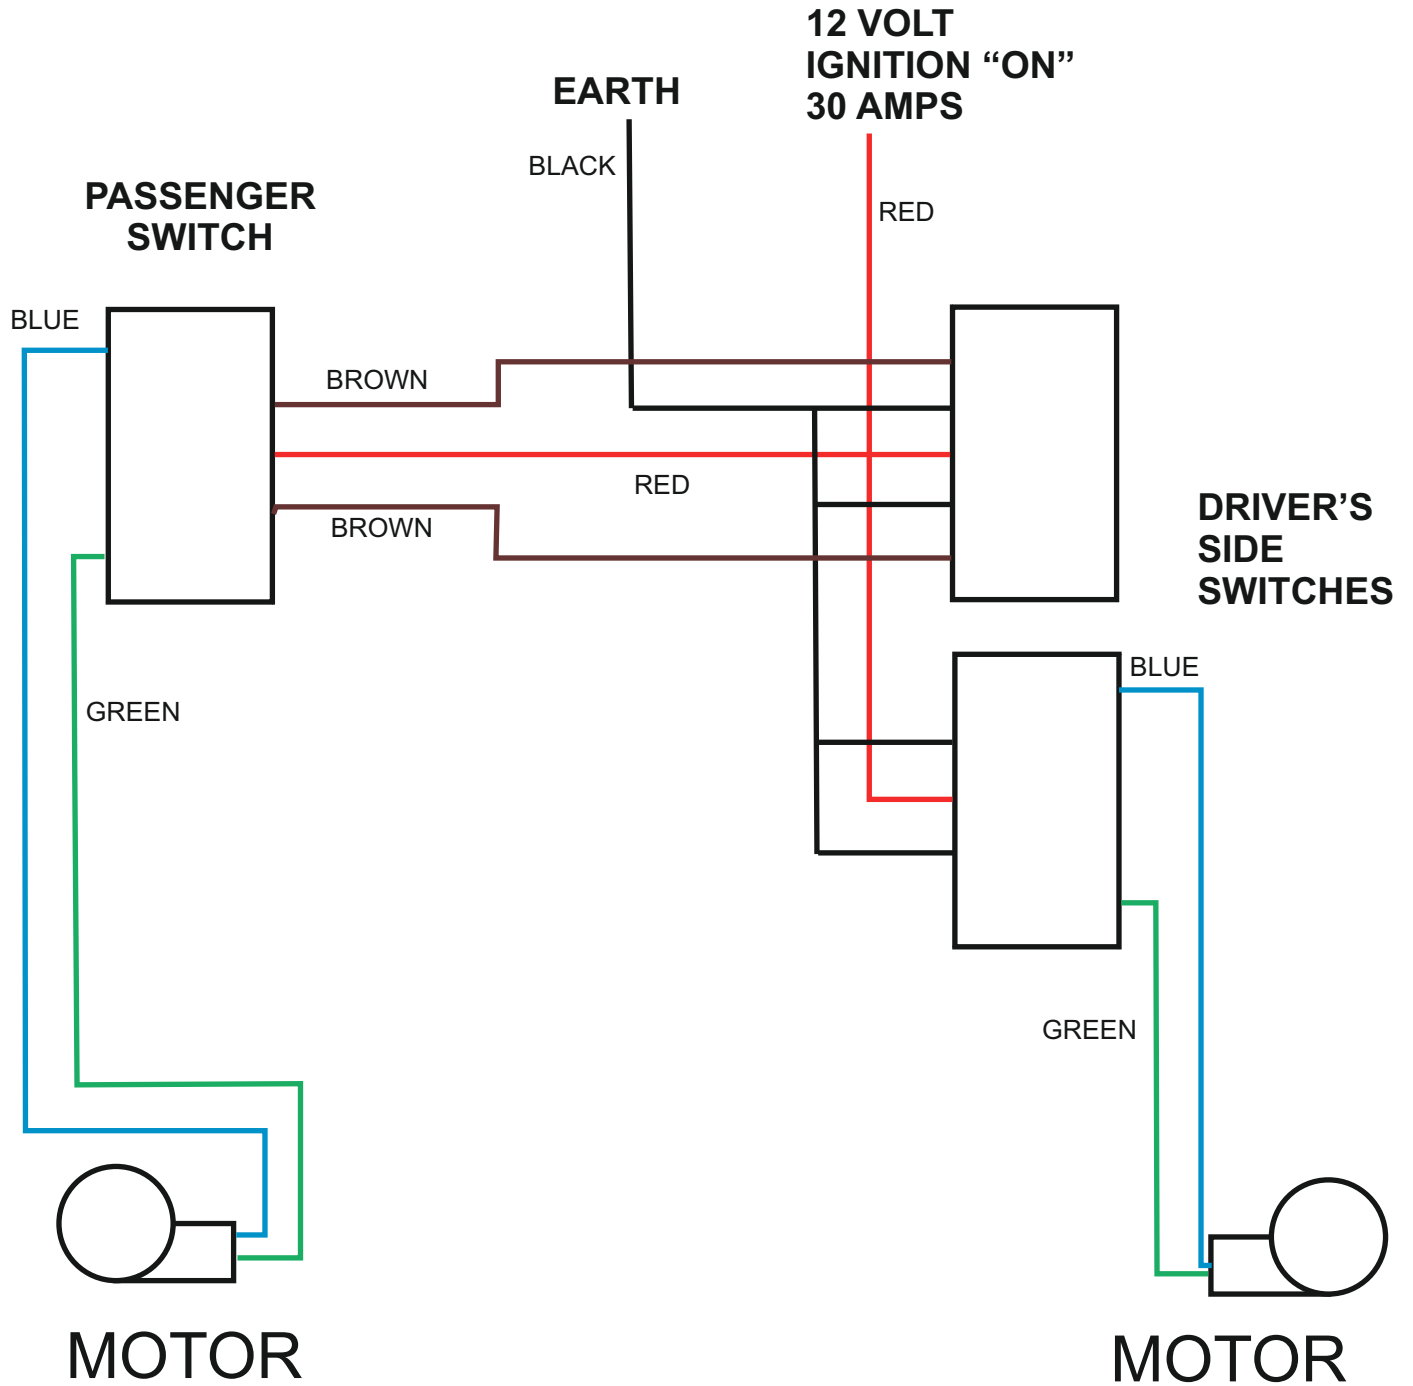 12 VOLT
IGNITION “ON”
30 AMPS
EARTH
BLACK
RED
PASSENGER
SWITCH
BLUE
BROWN
RED
BROWN
DRIVER’S
SIDE
SWITCHES
BLUE
GREEN
GREEN
MOTOR
MOTOR